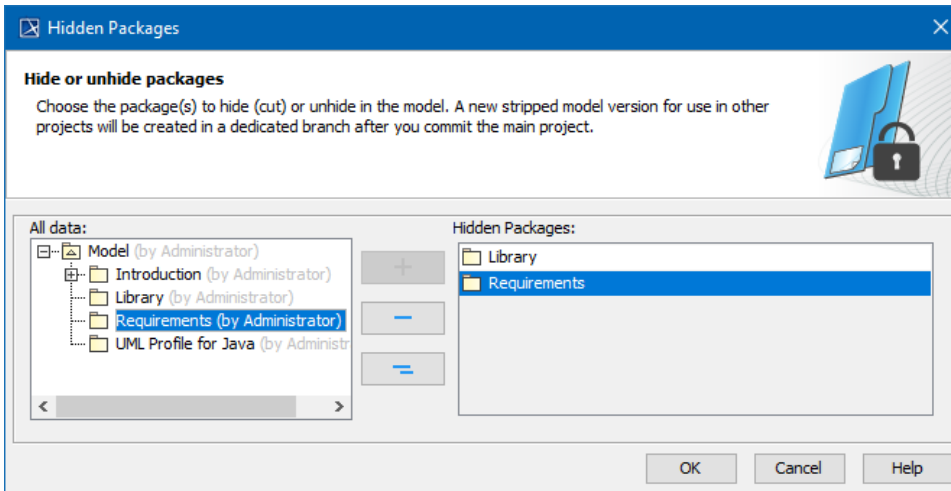 Hidden Packages
Hide or unhide packages
Choose the package(s) to hide (cut) or unhide in the model. A new stripped model version for use in other
projects will be created in a dedicated branch after you commit the main project.
All data:
Model (by Administrator)
Introduction (by Administrator)
Library (by Administrator)
Requirements (by Administrator)
UML Profile for Java (by Administr
Hidden Packages:
Library
Requirements
OK
Cancel
Help